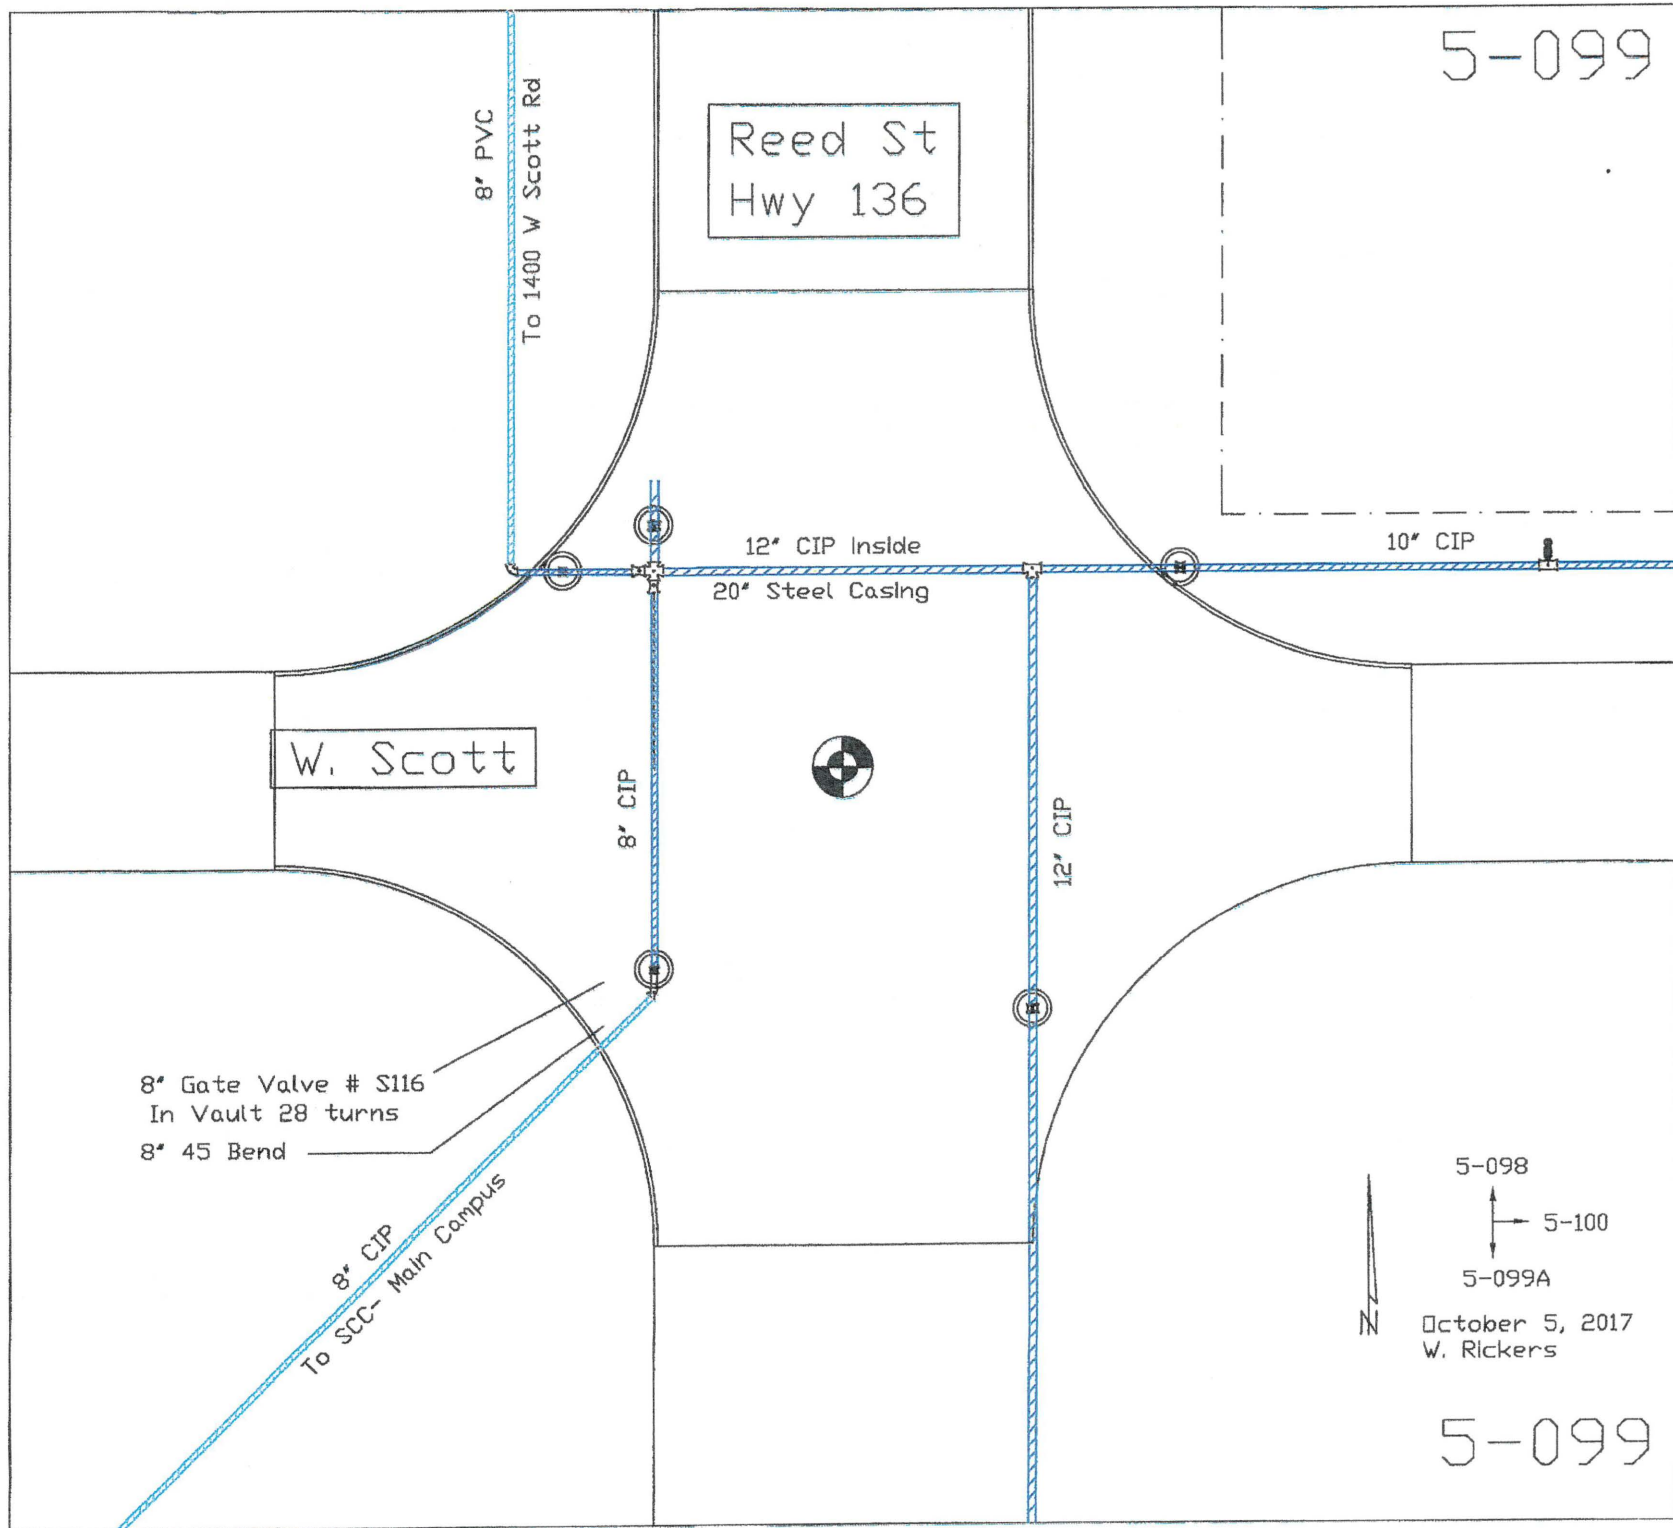 5-099
8" PVC
To 1400 W Scott Rd
Reed St
Hwy 136
12" CIP Inside
20" Steel Casing
10" CIP
W. Scott
8" CIP
12" CIP
8" Gate Valve # S116
In Vault 28 turns
8" 45 Bend
8" CIP
To SCC- Main Campus
5-098
5-100
5-099A
N
October 5, 2017
W. Rickers
5-099